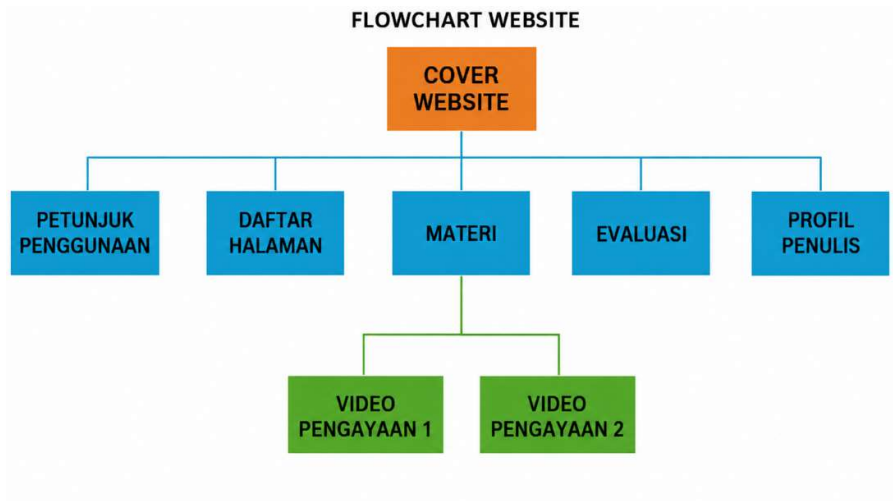 FLOWCHART WEBSITE
COVER
WEBSITE
PETUNJUK
PENGGUNAAN
DAFTAR
HALAMAN
MATERI
EVALUASI
PROFIL
PENULIS
VIDEO
PENGAYAAN 1
VIDEO
PENGAYAAN 2